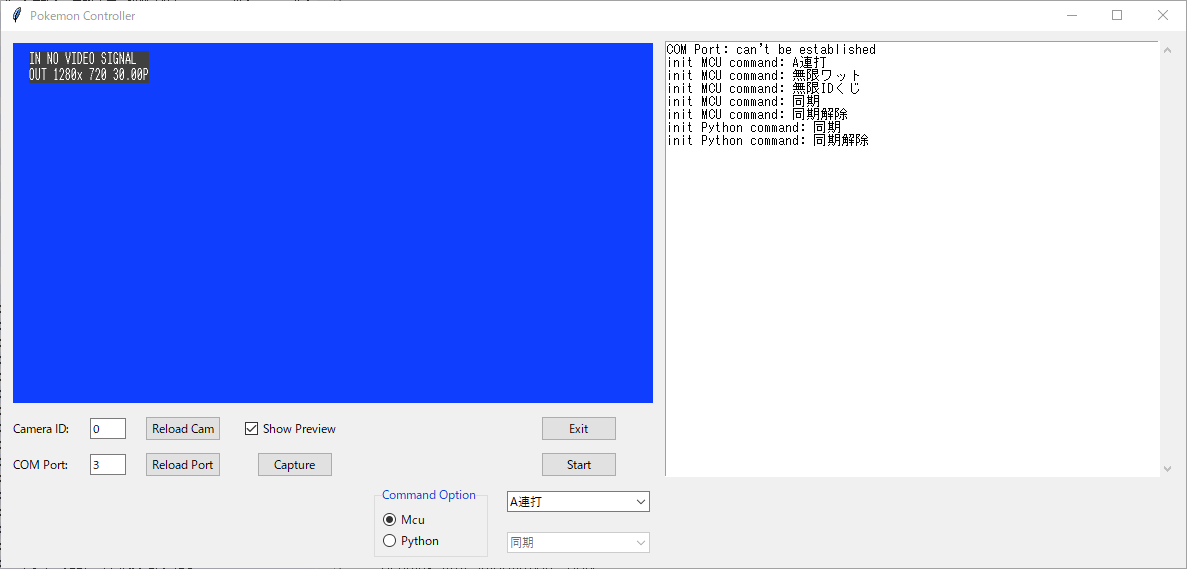 Pokemon Controller
IN NO VIDEO SIGNAL
OUT 1280x 720 30.00P
COM Port: can't be established
init MCU command: A連打
init MCU command: 無限ワット
init MCU command: 無限IDくじ
init MCU command: 同期
init MCU command: 同期解除
init Python command: 同期
init Python command: 同期解除
Camera ID: 0 Reload Cam Show Preview Exit
COM Port: 3 Reload Port Capture Start
Command Option
A連打
Mcu
Python
同期